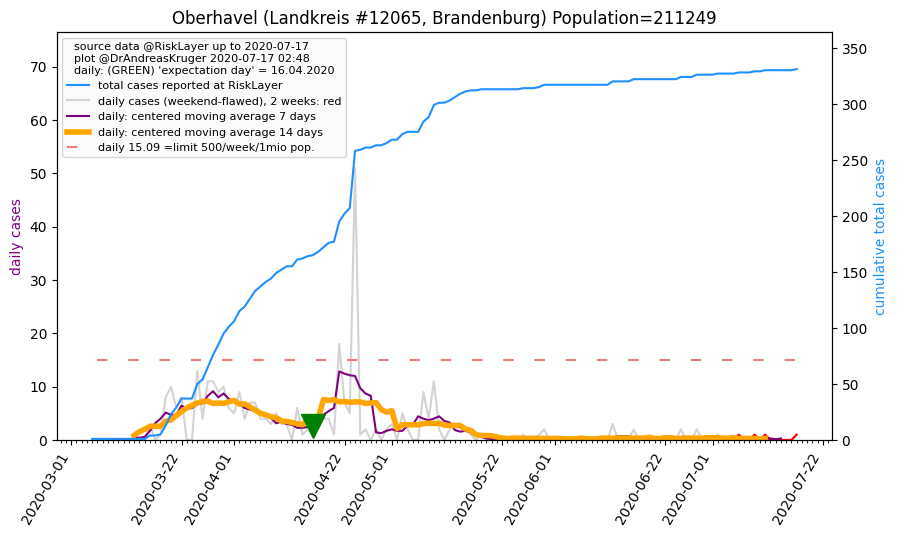 Oberhavel (Landkreis #12065, Brandenburg) Population=211249
source data @RiskLayer up to 2020-07-17
plot @DrAndreasKruger 2020-07-17 02:48
daily: (GREEN) 'expectation day' = 16.04.2020
total cases reported at RiskLayer
daily cases (weekend-flawed), 2 weeks: red
daily: centered moving average 7 days
daily: centered moving average 14 days
daily 15.09 =limit 500/week/1mio pop.
daily cases
70
60
50
40
30
20
10
0
350
300
250
200
150
100
50
0
cumulative total cases
2020-03-01
2020-03-22
2020-04-01
2020-04-22
2020-05-01
2020-05-22
2020-06-01
2020-06-22
2020-07-01
2020-07-22